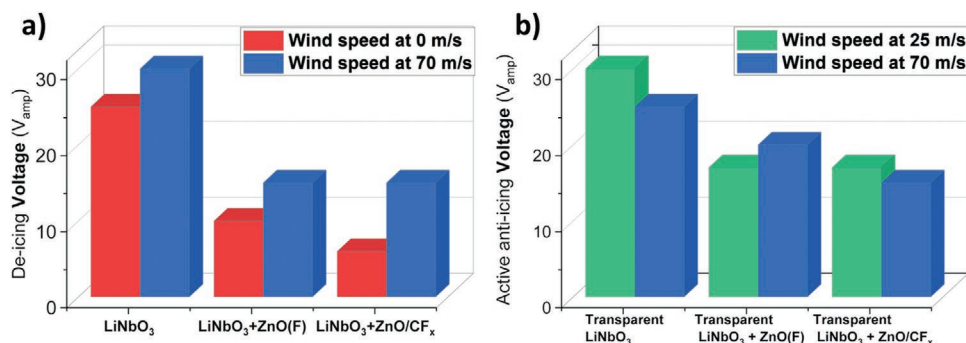 a)
Wind speed at 0 m/s
Wind speed at 70 m/s
De-icing Voltage (Vamp)
30
20
10
0
LiNbO₃
LiNbO₃+ZnO(F)
LiNbO₃+ZnO/CFₓ
b)
Wind speed at 25 m/s
Wind speed at 70 m/s
Active anti-icing Voltage (Vamp)
30
20
10
0
Transparent
LiNbO₃
Transparent
LiNbO₃ + ZnO(F)
Transparent
LiNbO₃ + ZnO/CFₓ